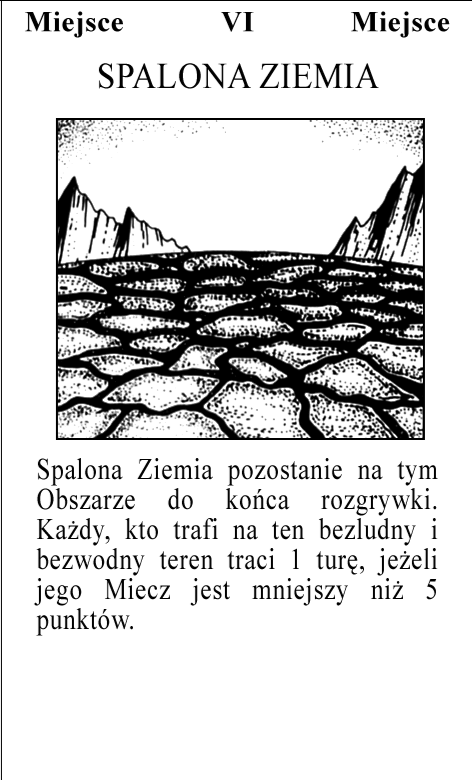 Miejsce VI Miejsce
SPALONA ZIEMIA
Spalona Ziemia pozostanie na tym
Obszarze do końca rozgrywki.
Każdy, kto trafi na ten bezludny i
bezwodny teren traci 1 turę, jeżeli
jego Miecz jest mniejszy niż 5
punktów.